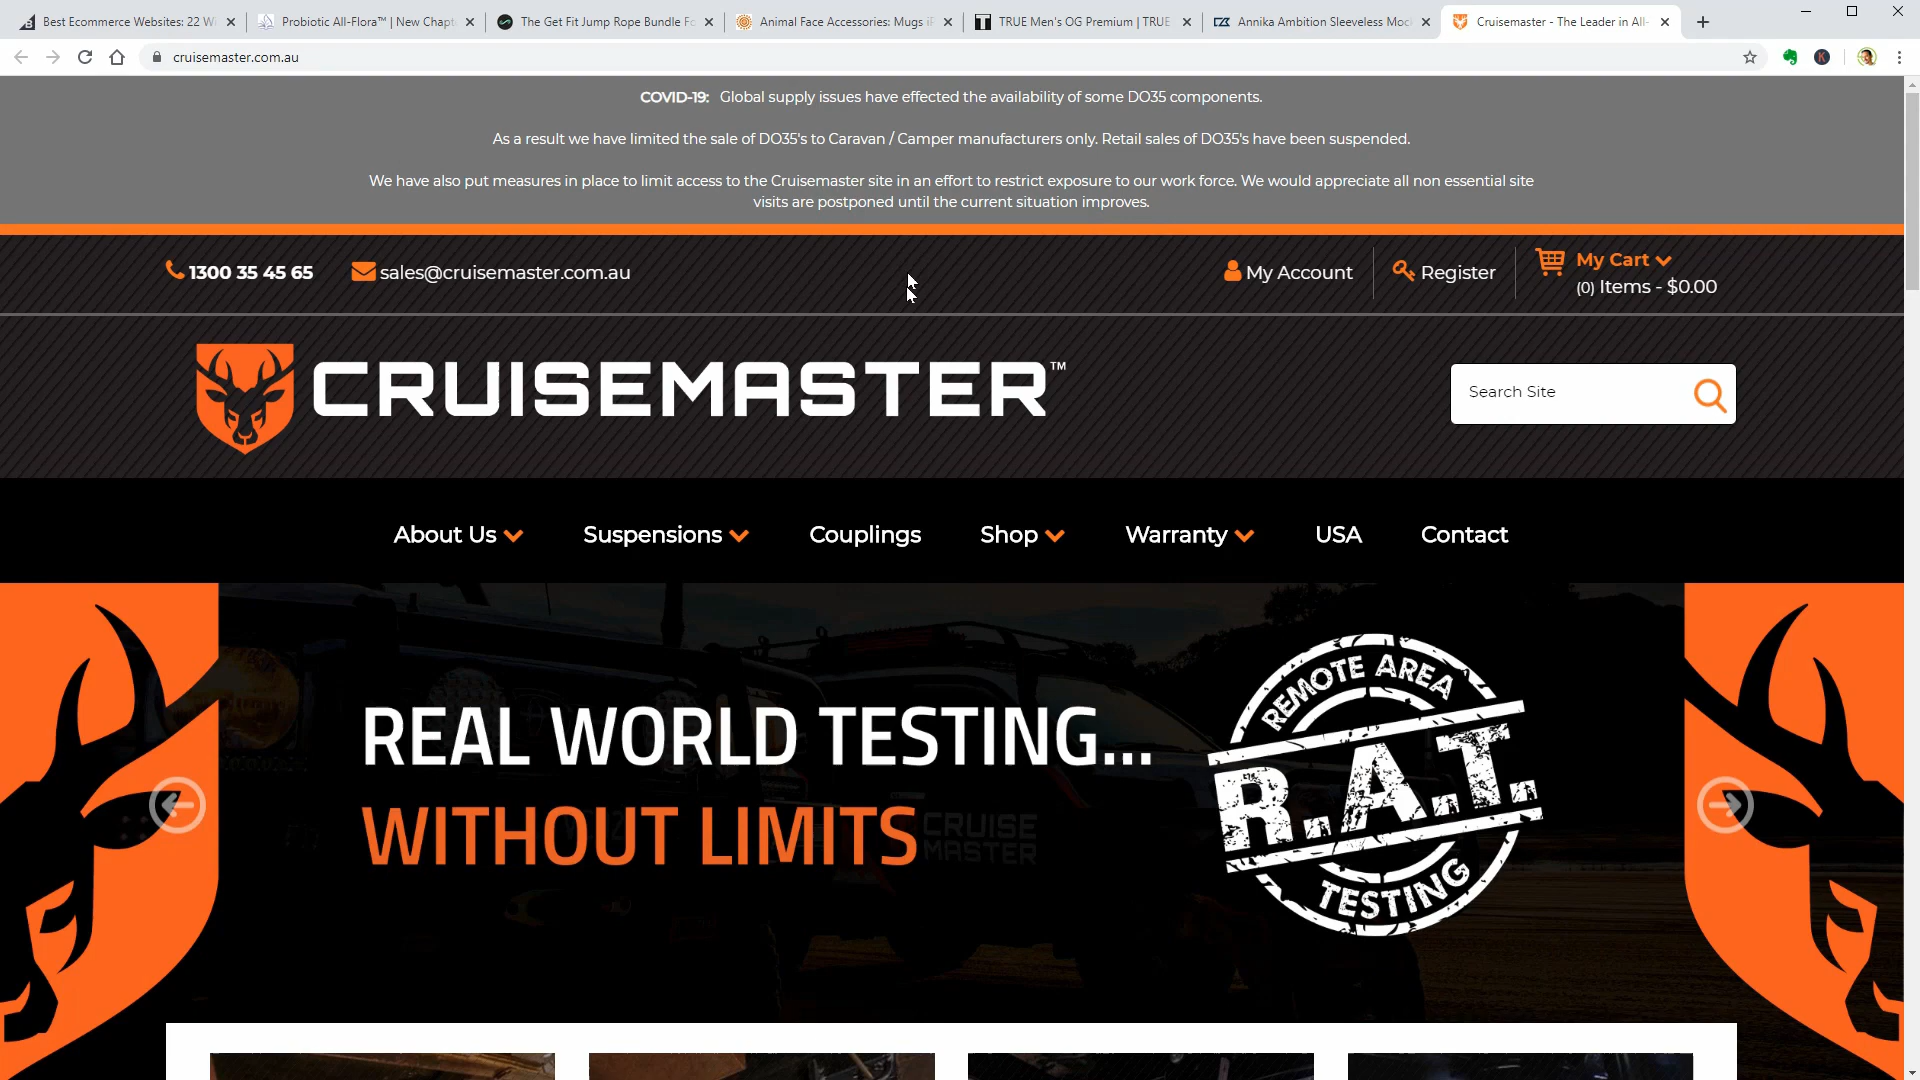 Best Ecommerce Websites: 22 Wi
Probiotic All-Flora™ | New Chapt
The Get Fit Jump Rope Bundle Fo
Animal Face Accessories: Mugs iP
TRUE Men's OG Premium | TRUE
Annika Ambition Sleeveless Moc
Cruisemaster - The Leader in All-
cruisemaster.com.au
COVID-19: Global supply issues have effected the availability of some DO35 components.
As a result we have limited the sale of DO35's to Caravan / Camper manufacturers only. Retail sales of DO35's have been suspended.
We have also put measures in place to limit access to the Cruisemaster site in an effort to restrict exposure to our work force. We would appreciate all non essential site
visits are postponed until the current situation improves.
1300 35 45 65
sales@cruisemaster.com.au
My Account
Register
My Cart
(0) Items - $0.00
CRUISEMASTER™
Search Site
About Us
Suspensions
Couplings
Shop
Warranty
USA
Contact
REAL WORLD TESTING...
WITHOUT LIMITS
CRUISE
MASTER
REMOTE AREA
R.A.T.
TESTING